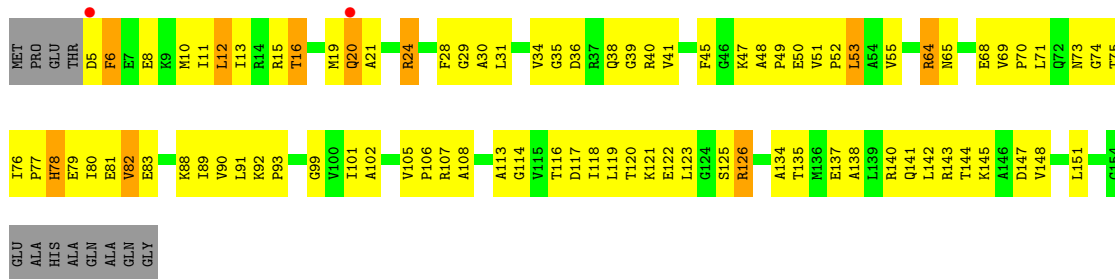 MET PRO GLU THR D5 F6 E7 E8 K9 M10 I11 L12 I13 R14 R15 T16 M19 Q20 A21 R24 F28 G29 A30 L31 V34 G35 D36 R37 Q38 G39 R40 V41 F45 G46 K47 A48 P49 E50 V51 P52 L53 A54 V55 R64 N65 E68 V69 P70 L71 Q72 N73 G74 T75
I76 P77 H78 E79 I80 E81 V82 E83 K88 I89 V90 L91 K92 P93 G99 V100 I101 A102 V105 P106 R107 A108 A113 G114 V115 T116 D117 I118 L119 T120 K121 E122 L123 G124 S125 R126 A134 T135 M136 E137 A138 L139 R140 Q141 L142 R143 T144 K145 A146 D147 V148 L151 G154
GLU ALA HIS ALA GLN ALA GLN GLY